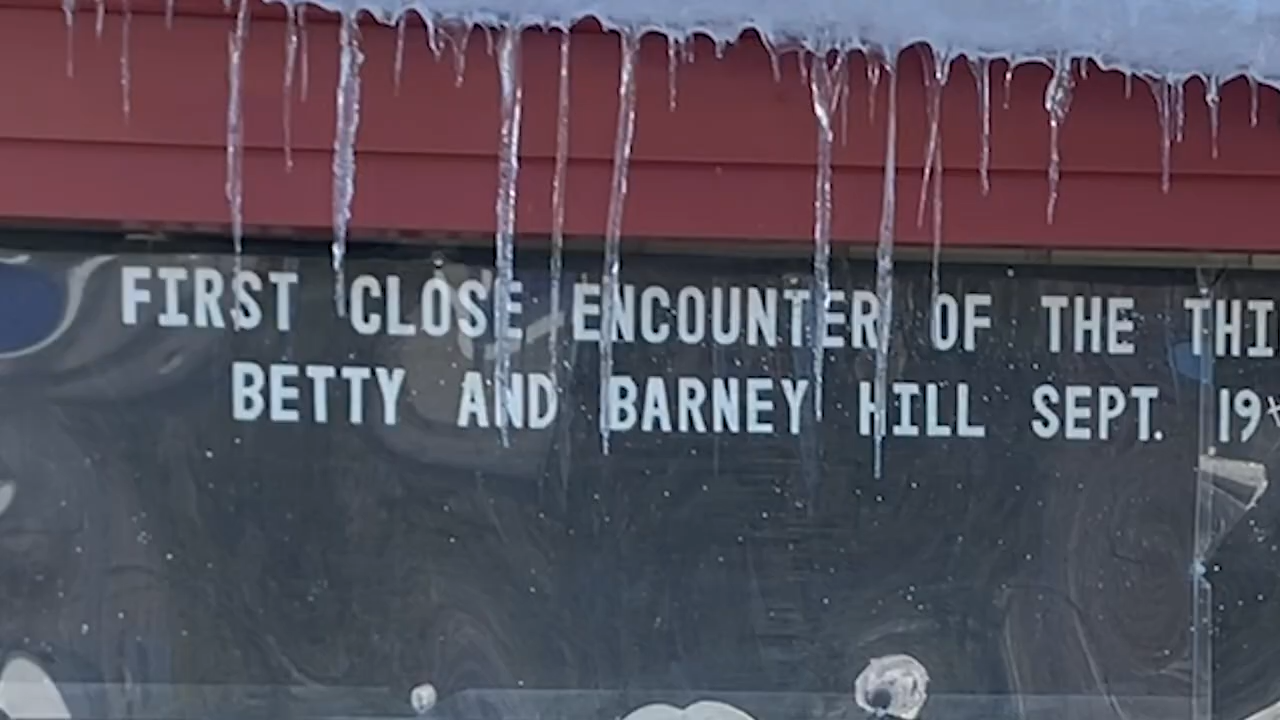 FIRST CLOSE ENCOUNTER OF THE
BETTY AND BARNEY HILL SEPT.